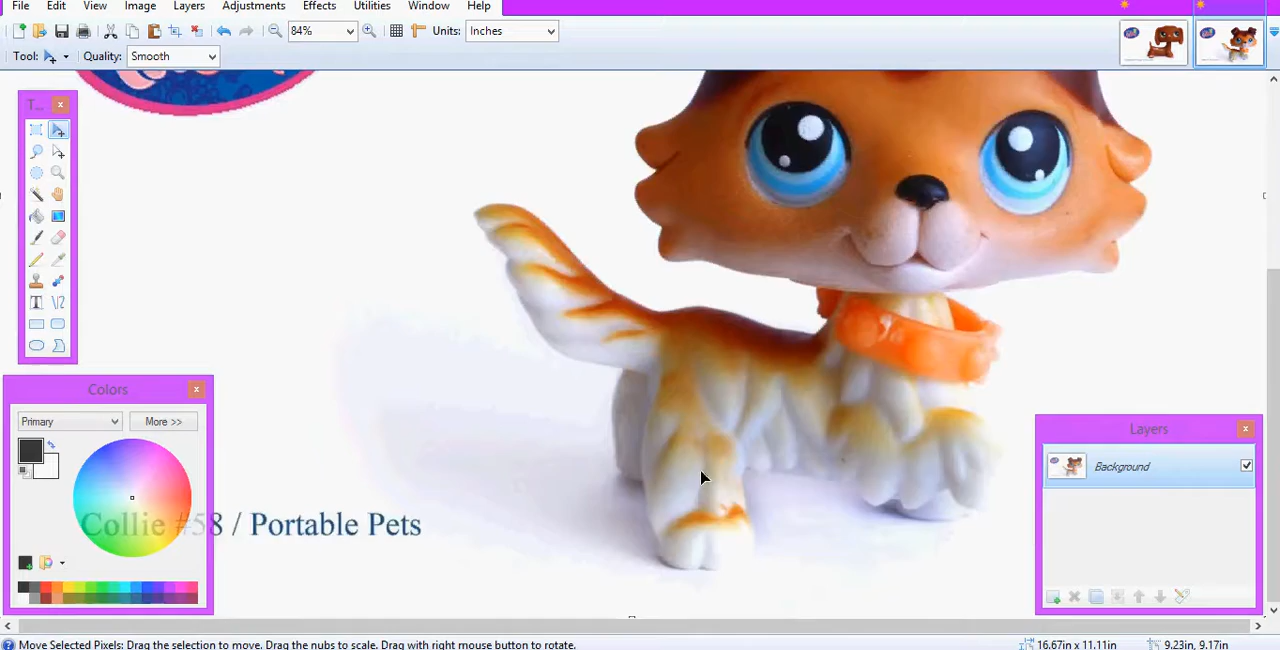 File Edit View Image Layers Adjustments Effects Utilities Window Help
84% Units: Inches
Tool: Quality: Smooth
T...
Colors
Primary More >>
Collie #58 / Portable Pets
Layers
Background
Move Selected Pixels: Drag the selection to move. Drag the nubs to scale. Drag with right mouse button to rotate. 16.67in x 11.11in 9.23in, 9.17in